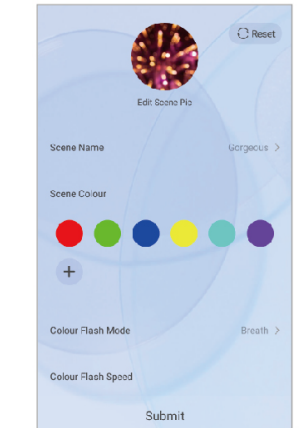 Reset
Edit Scene Pic
Scene Name
Gorgeous >
Scene Colour
+
Colour Flash Mode
Breath >
Colour Flash Speed
Submit